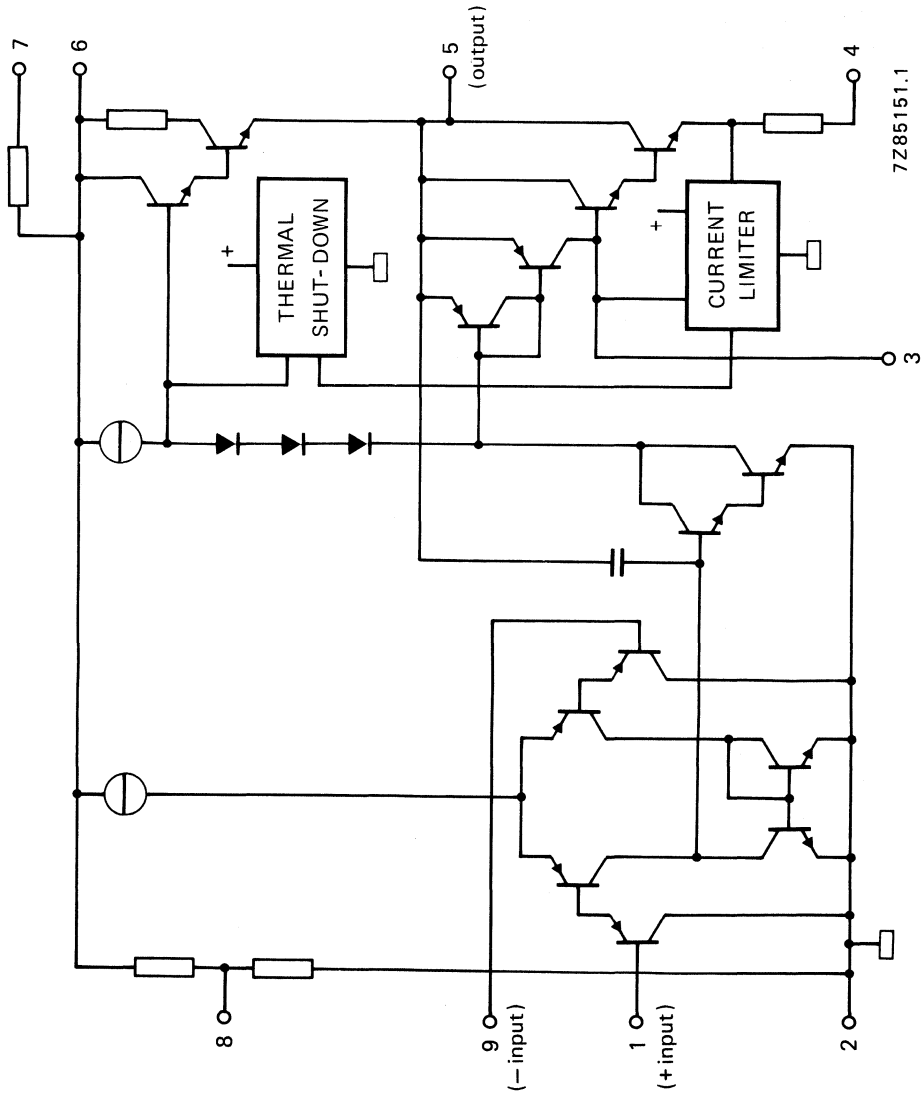 7
6
5
(output)
4
7Z85151.1
+
THERMAL
SHUT-DOWN
+
CURRENT
LIMITER
3
8
9
(− input)
1
(+input)
2